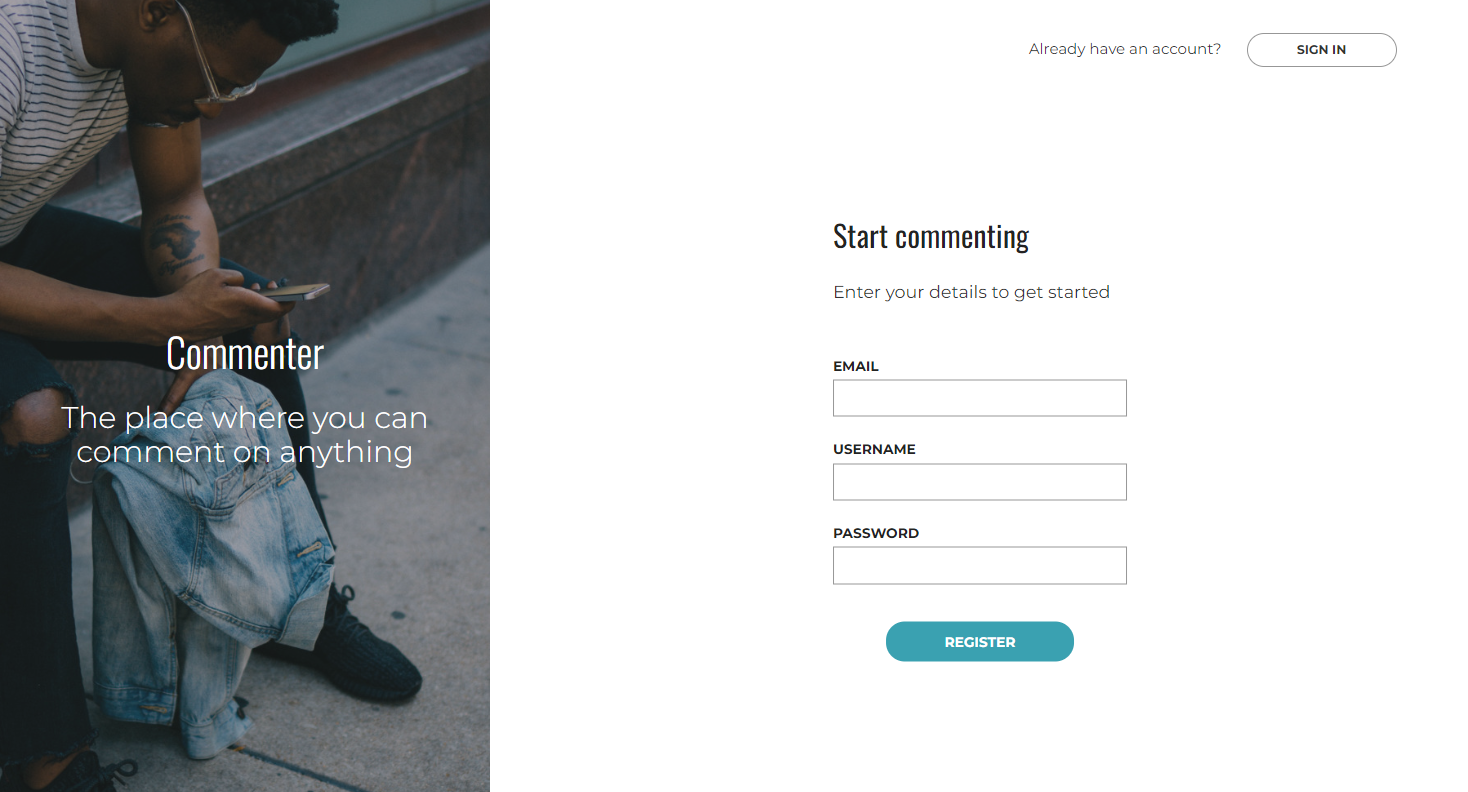 Commenter
The place where you can
comment on anything
Already have an account?
SIGN IN
Start commenting
Enter your details to get started
EMAIL
USERNAME
PASSWORD
REGISTER